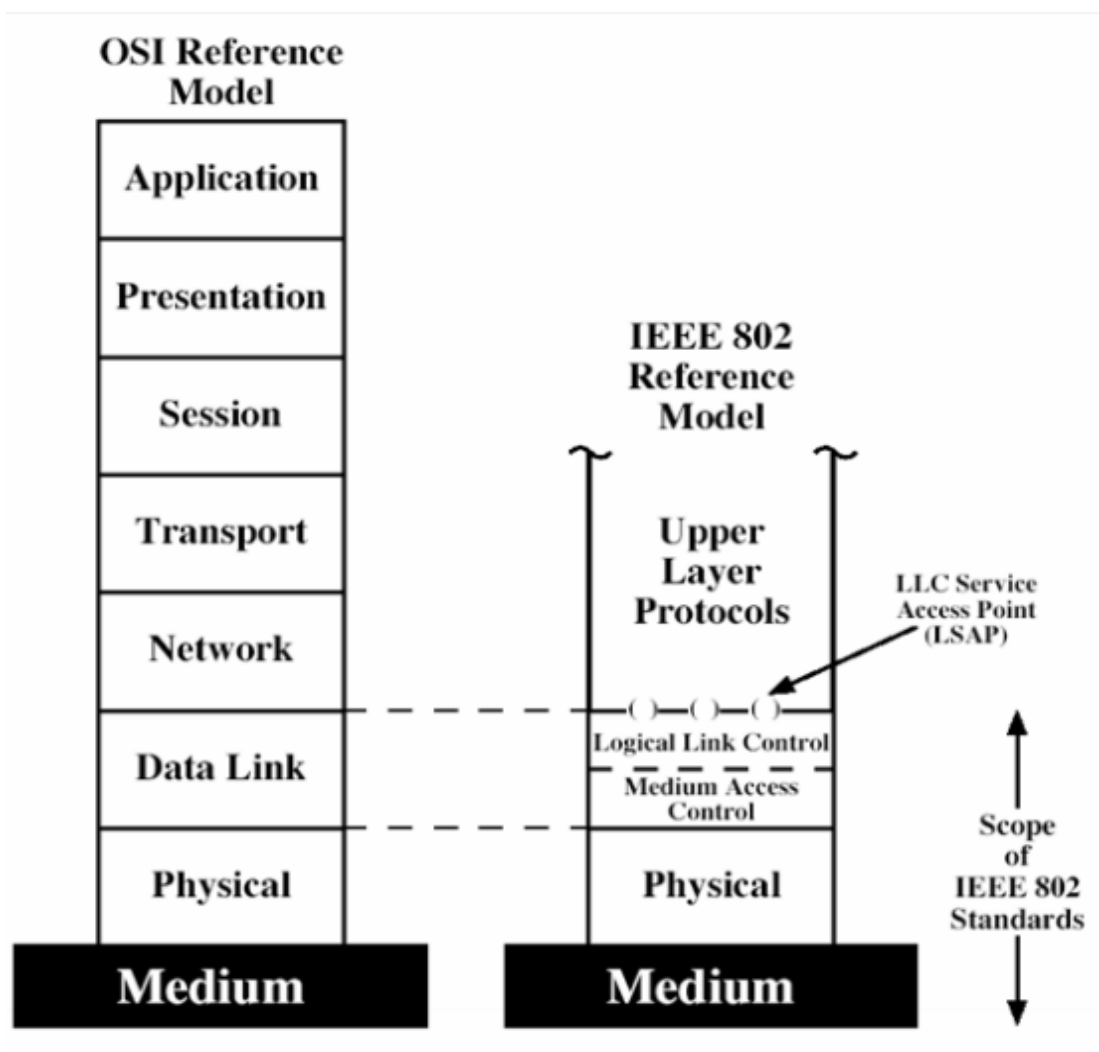 OSI Reference
Model
Application
Presentation
Session
Transport
Network
Data Link
Physical
Medium
IEEE 802
Reference
Model
Upper
Layer
Protocols
LLC Service
Access Point
(LSAP)
Logical Link Control
Medium Access
Control
Physical
Medium
Scope
of
IEEE 802
Standards